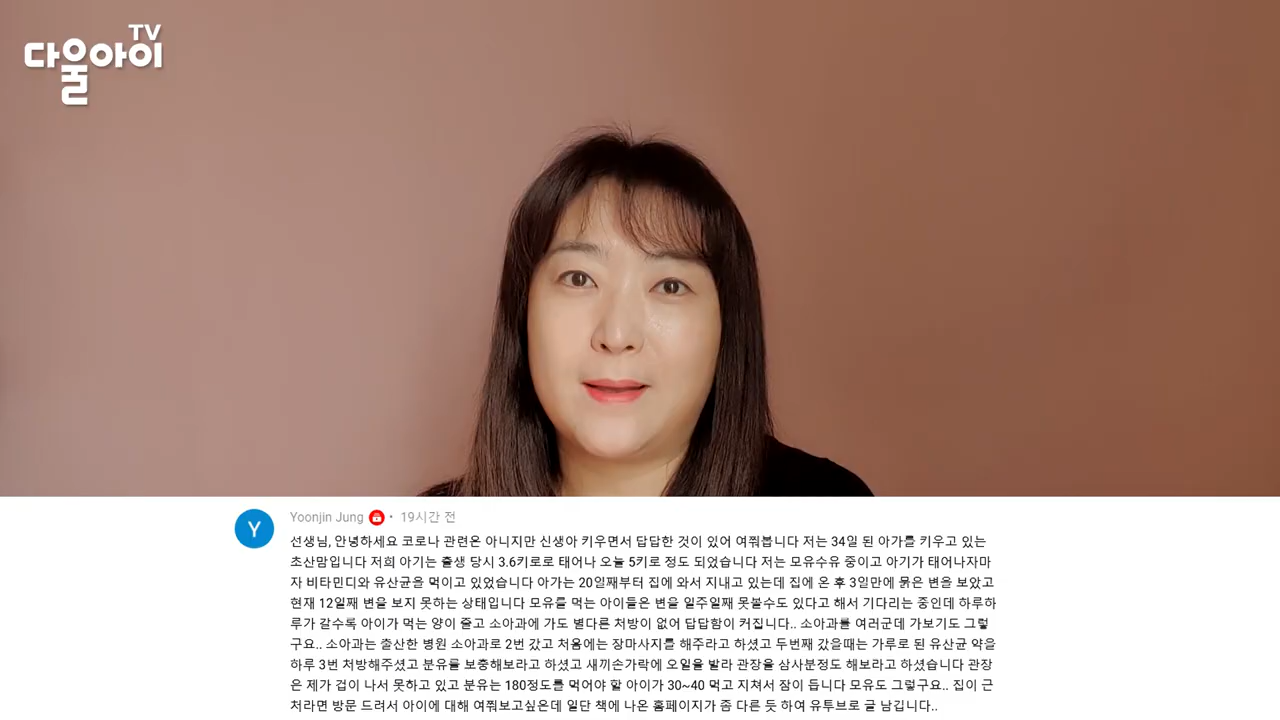 TV
다울아이
Y
Yoonjin Jung · 19시간 전
선생님, 안녕하세요 코로나 관련온 아니지만 신생아 키우면서 답답한 것이 있어 여쭤봅니다 저는 34일 된 아가를 키우고 있는
초산맘입니다 저희 아기는 출생 당시 3.6키로로 태어나 오늘 5키로 정도 되었습니다 저는 모유수유 중이고 아기가 태어나자마
자 비타민디와 유산균을 먹이고 있었습니다 아가는 20일째부터 집에 와서 지내고 있는데 집에 온 후 3일만에 묽은 변을 보았고
현재 12일째 변을 보지 못하는 상태입니다 모유를 먹는 아이들은 변을 일주일째 못볼수도 있다고 해서 기다리는 중인데 하루하
루가 갈수록 아이가 먹는 양이 줄고 소아과에 가도 별다른 처방이 없어 답답함이 커집니다.. 소아과를 여러군데 가보기도 했
구요.. 소아과는 출산한 병원 소아과로 2번 갔고 처음에는 장마사지를 해주라고 하셨고 두번째 갔을때는 가루로 된 유산균 약을
하루 3번 처방해주셨고 분유를 보충해보라고 하셨고 새끼손가락에 오일을 발라 관장을 삼사분정도 해보라고 하셨습니다 관장
은 제가 겁이 나서 못하고 있고 분유는 180정도를 먹어야 할 아이가 30~40 먹고 지쳐서 잠이 듭니다 모유도 그렇구요.. 집이 근
처라면 방문 드려서 아이에 대해 여쭤보고싶은데 일단 책에 나온 홈페이지가 좀 다른 듯 하여 유투브로 글 남깁니다..